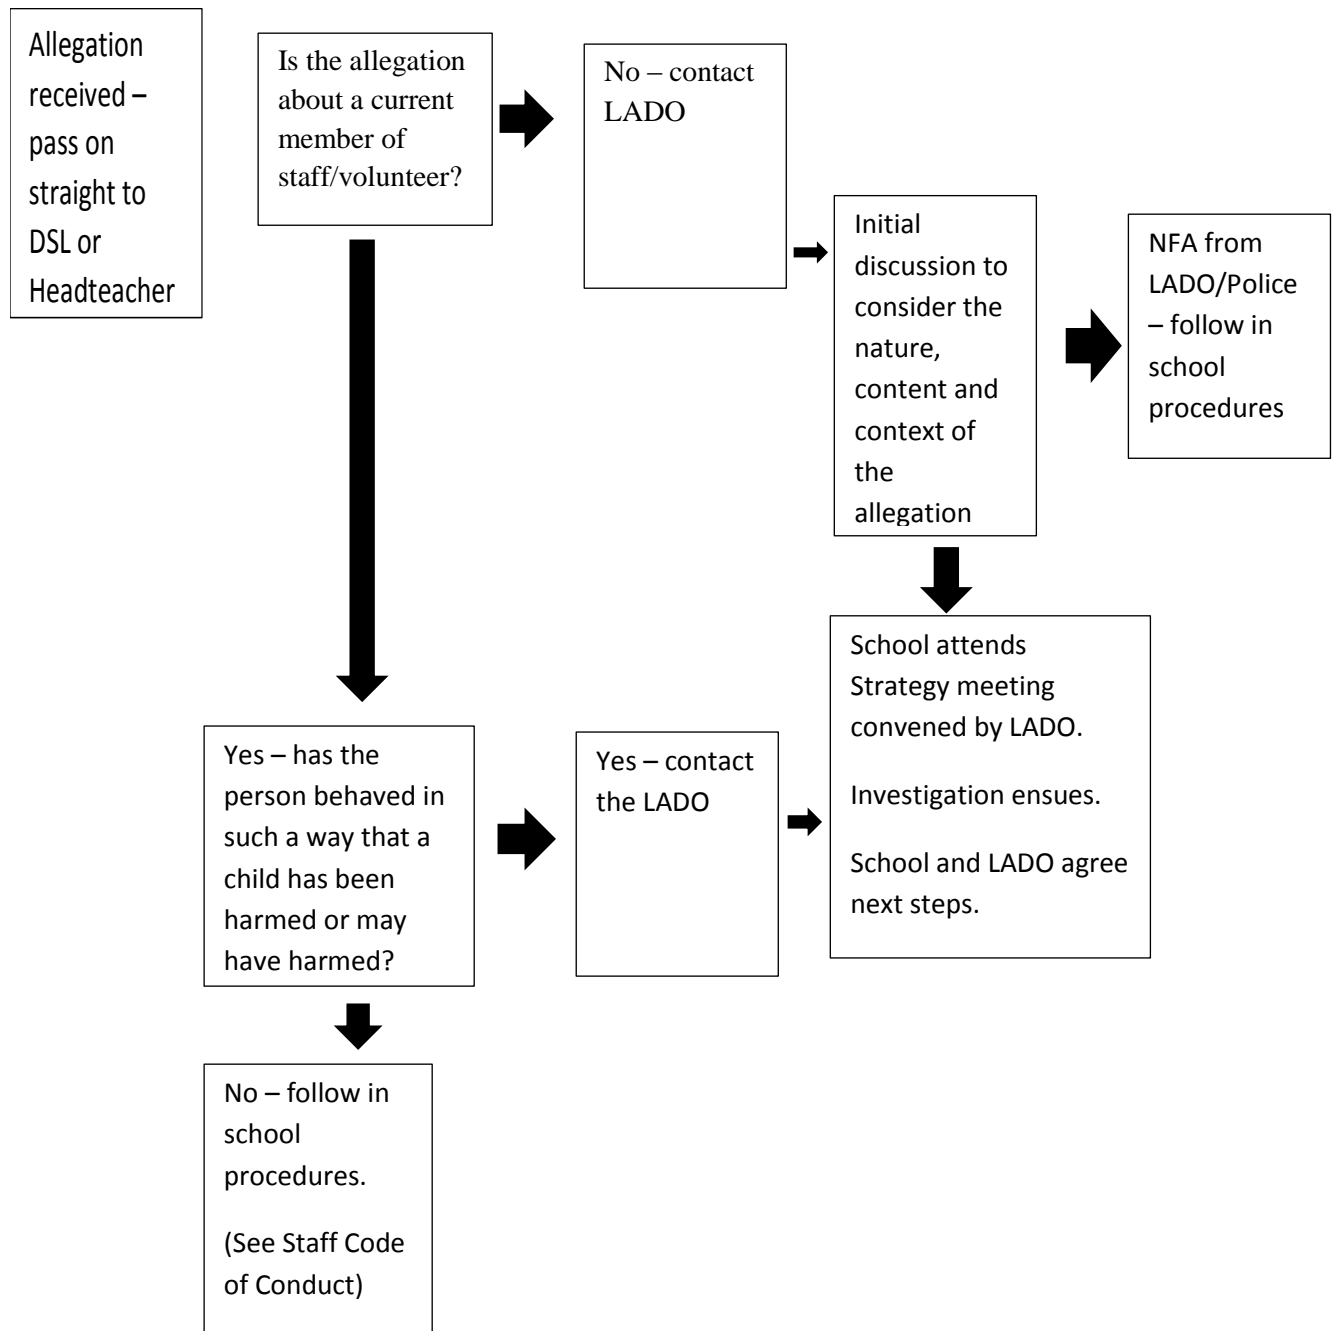 Allegation
received –
pass on
straight to
DSL or
Headteacher
Is the allegation
about a current
member of
staff/volunteer?
No – contact
LADO
Initial
discussion to
consider the
nature,
content and
context of
the
allegation
NFA from
LADO/Police
– follow in
school
procedures
Yes – has the
person behaved in
such a way that a
child has been
harmed or may
have harmed?
Yes – contact
the LADO
School attends
Strategy meeting
convened by LADO.
Investigation ensues.
School and LADO agree
next steps.
No – follow in
school
procedures.
(See Staff Code
of Conduct)